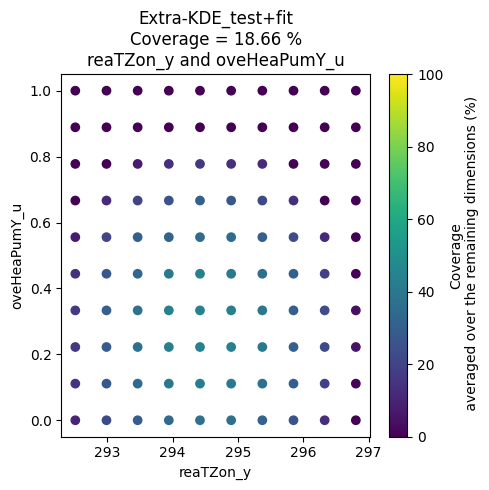 Extra-KDE_test+fit
Coverage = 18.66 %
reaTZon_y and oveHeaPumY_u
1.0
0.8
0.6
0.4
0.2
0.0
oveHeaPumY_u
293
294
295
296
297
reaTZon_y
100
80
60
40
20
0
Coverage
averaged over the remaining dimensions (%)